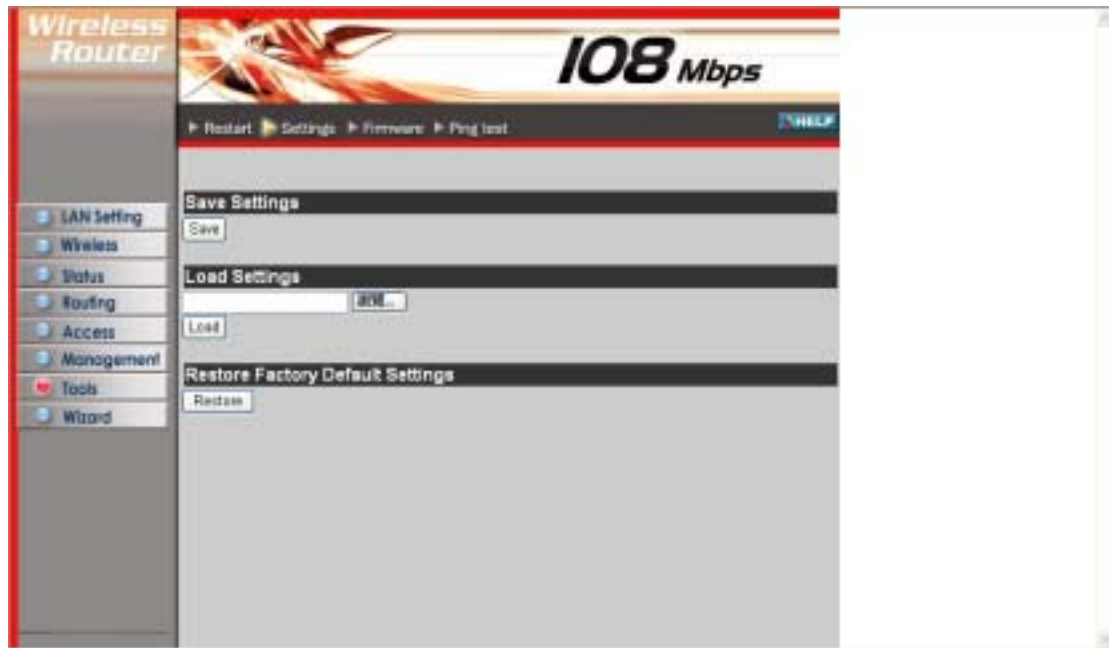 Wireless
Router
108 Mbps
Restart Settings Firmware Ping test
HELP
LAN Setting
Wireless
Status
Routing
Access
Management
Tools
Wizard
Save Settings
Save
Load Settings
Load
Restore Factory Default Settings
Restore